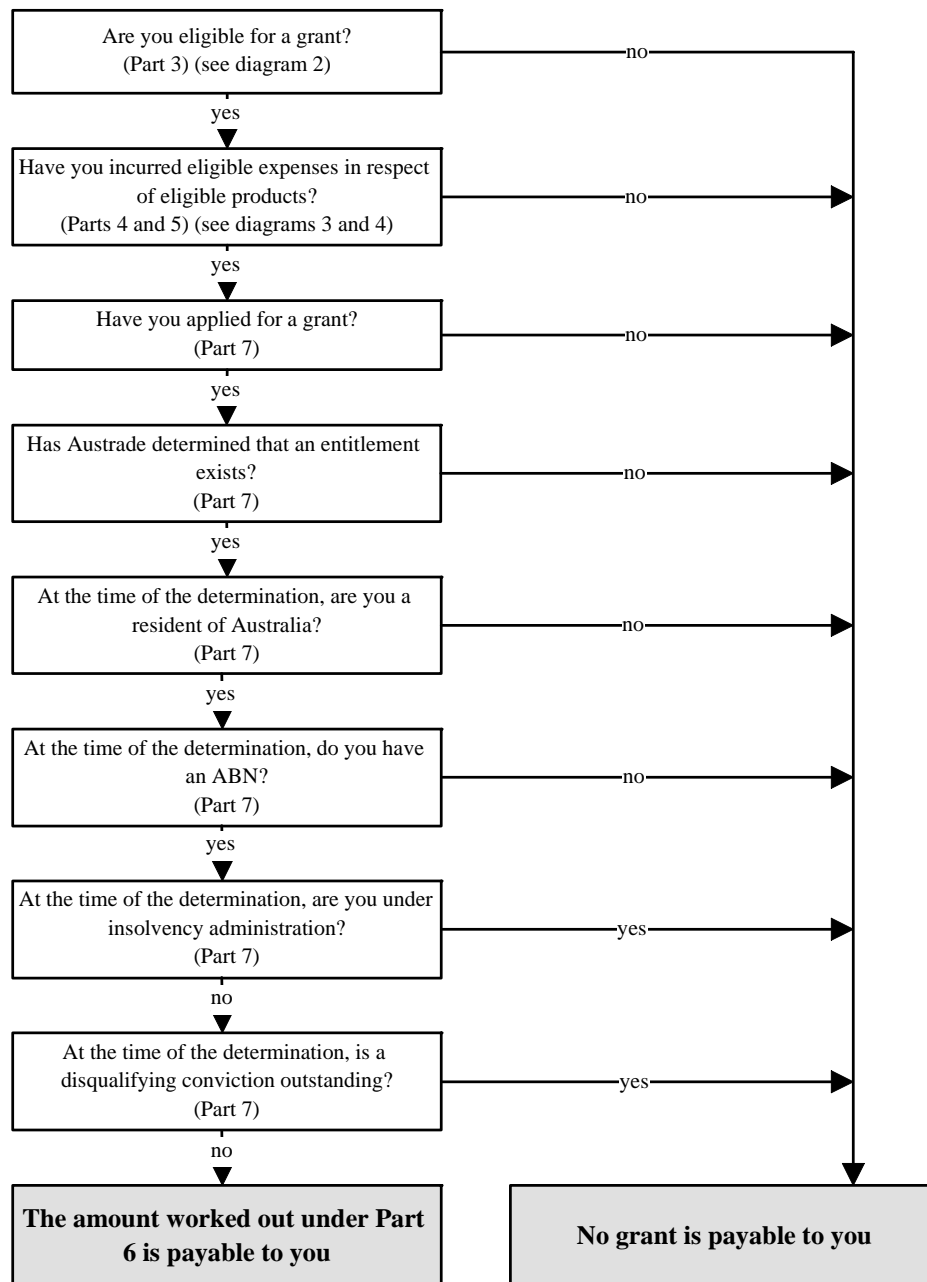 Are you eligible for a grant?
(Part 3) (see diagram 2)
no
yes
Have you incurred eligible expenses in respect
of eligible products?
(Parts 4 and 5) (see diagrams 3 and 4)
no
yes
Have you applied for a grant?
(Part 7)
no
yes
Has Austrade determined that an entitlement
exists?
(Part 7)
no
yes
At the time of the determination, are you a
resident of Australia?
(Part 7)
no
yes
At the time of the determination, do you have
an ABN?
(Part 7)
no
yes
At the time of the determination, are you under
insolvency administration?
(Part 7)
yes
no
At the time of the determination, is a
disqualifying conviction outstanding?
(Part 7)
yes
no
The amount worked out under Part
6 is payable to you
No grant is payable to you